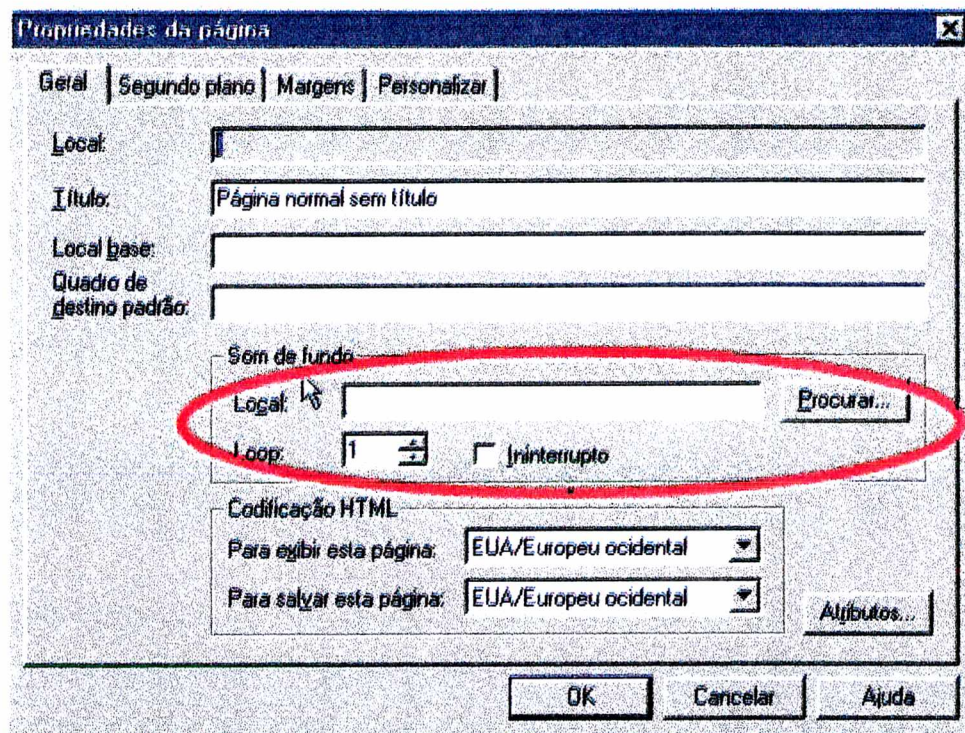 Propriedades da página
Geral Segundo plano Margens Personalizar
Local:
Título: Página normal sem título
Local base:
Quadro de
destino padrão:
Som de fundo
Local: Procurar...
Loop: 1 Ininterrupto
Codificação HTML
Para exibir esta página: EUA/Europeu ocidental
Para salvar esta página: EUA/Europeu ocidental
Atributos...
OK Cancelar Ajuda